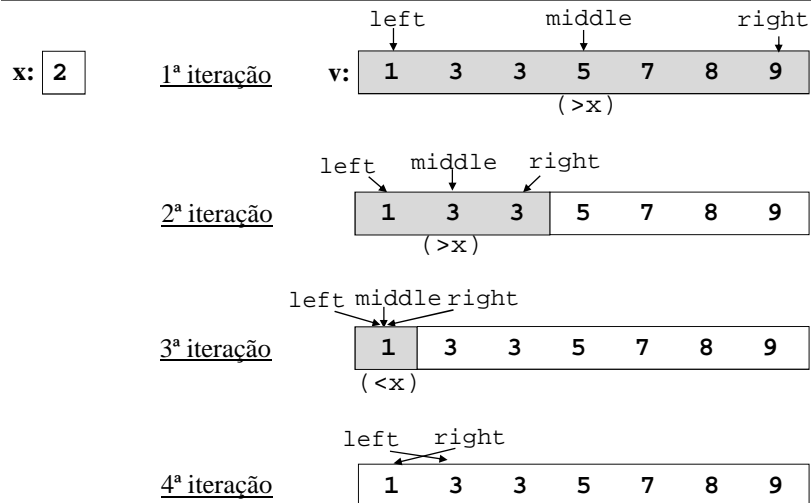 left middle right
x: 2 1ª iteração v: 1 3 3 5 7 8 9
(>x)
left middle right
2ª iteração 1 3 3 5 7 8 9
(>x)
left middle right
3ª iteração 1 3 3 5 7 8 9
(<x)
left right
4ª iteração 1 3 3 5 7 8 9